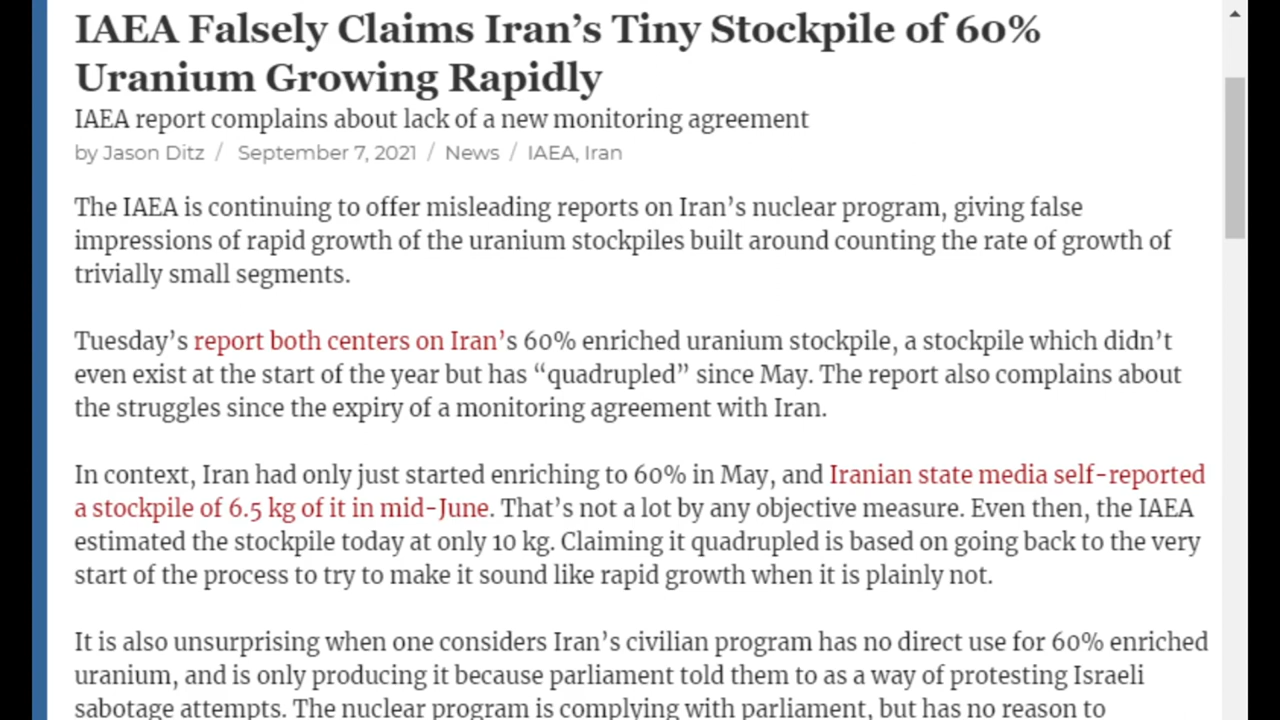 IAEA Falsely Claims Iran’s Tiny Stockpile of 60%
Uranium Growing Rapidly
IAEA report complains about lack of a new monitoring agreement
by Jason Ditz / September 7, 2021 / News / IAEA, Iran
The IAEA is continuing to offer misleading reports on Iran’s nuclear program, giving false
impressions of rapid growth of the uranium stockpiles built around counting the rate of growth of
trivially small segments.
Tuesday’s report both centers on Iran’s 60% enriched uranium stockpile, a stockpile which didn’t
even exist at the start of the year but has “quadrupled” since May. The report also complains about
the struggles since the expiry of a monitoring agreement with Iran.
In context, Iran had only just started enriching to 60% in May, and Iranian state media self-reported
a stockpile of 6.5 kg of it in mid-June. That’s not a lot by any objective measure. Even then, the IAEA
estimated the stockpile today at only 10 kg. Claiming it quadrupled is based on going back to the very
start of the process to try to make it sound like rapid growth when it is plainly not.
It is also unsurprising when one considers Iran’s civilian program has no direct use for 60% enriched
uranium, and is only producing it because parliament told them to as a way of protesting Israeli
sabotage attempts. The nuclear program is complying with parliament, but has no reason to